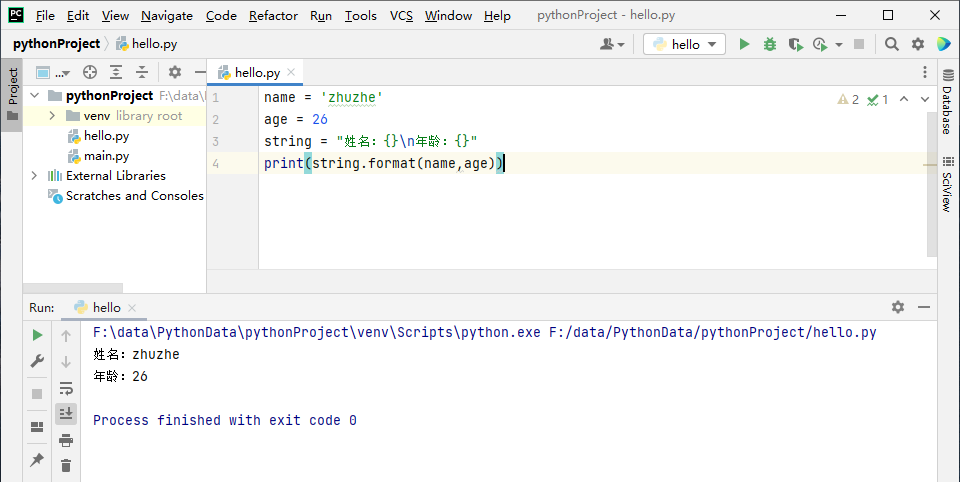 PC File Edit View Navigate Code Refactor Run Tools VCS Window Help pythonProject - hello.py
pythonProject hello.py hello
Project
... hello.py
pythonProject F:\data\
venv library root
hello.py
main.py
External Libraries
Scratches and Consoles
1 name = 'zhuzhe'
2 age = 26
3 string = "姓名：{}\n年龄：{}"
4 print(string.format(name,age))
2 1
Database
SciView
Run: hello
F:\data\PythonData\pythonProject\venv\Scripts\python.exe F:/data/PythonData/pythonProject/hello.py
姓名：zhuzhe
年龄：26
Process finished with exit code 0